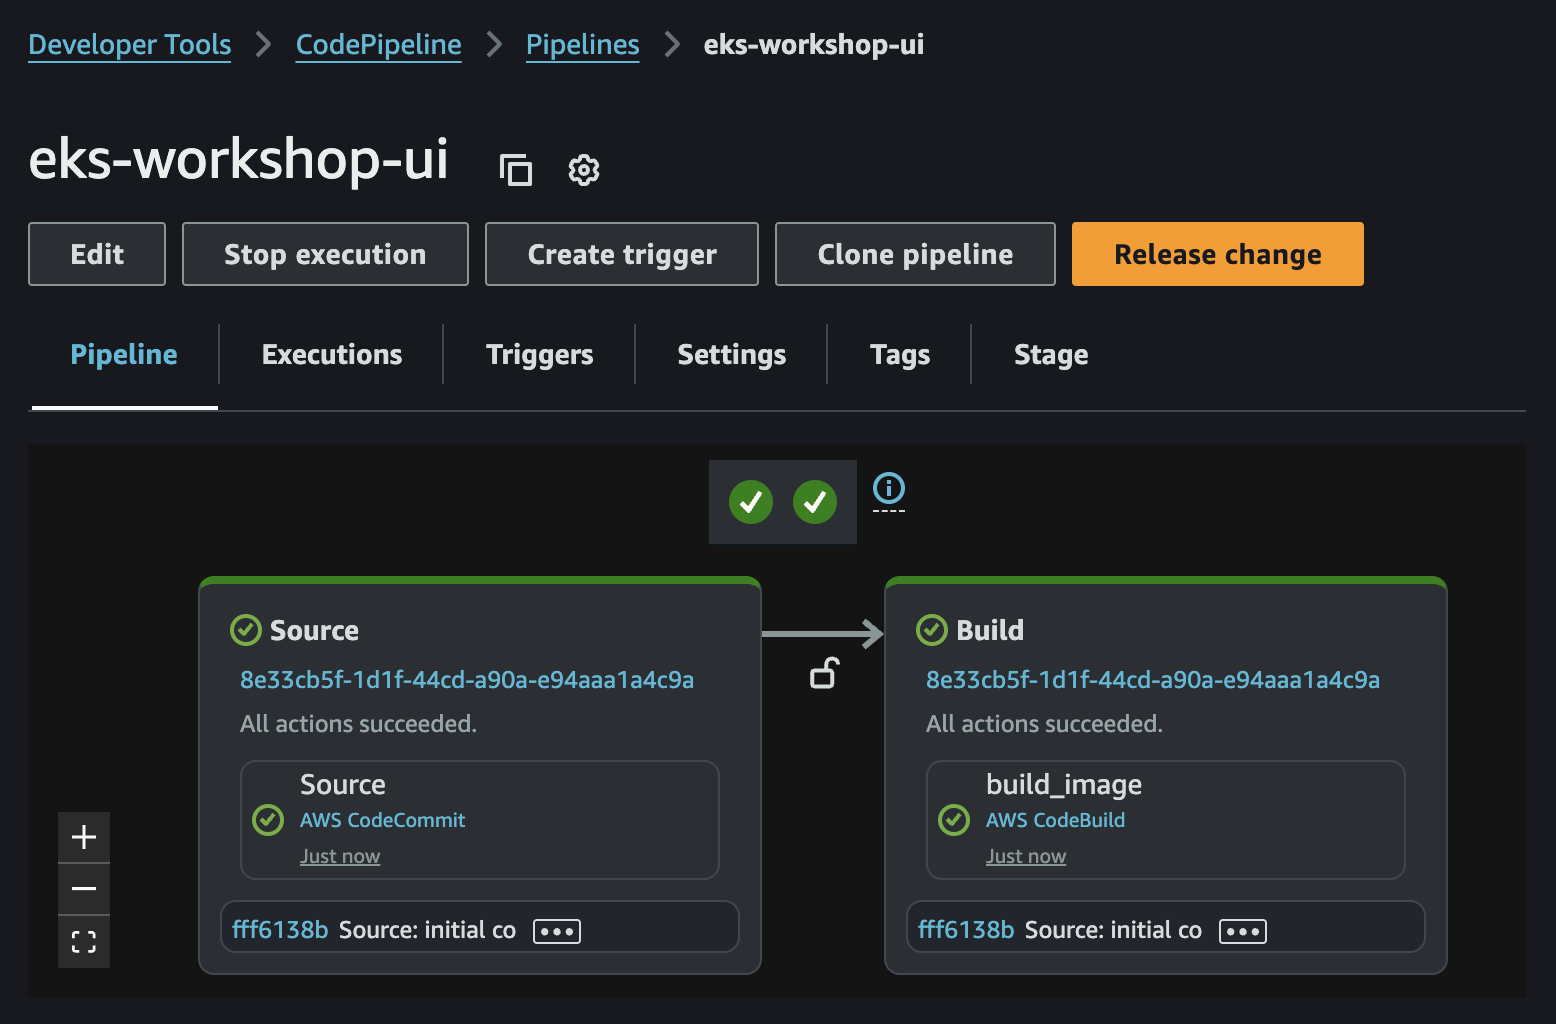 Developer Tools > CodePipeline > Pipelines > eks-workshop-ui
eks-workshop-ui
Edit Stop execution Create trigger Clone pipeline Release change
Pipeline Executions Triggers Settings Tags Stage
Source
8e33cb5f-1d1f-44cd-a90a-e94aaa1a4c9a
All actions succeeded.
Source
AWS CodeCommit
Just now
fff6138b Source: initial co
Build
8e33cb5f-1d1f-44cd-a90a-e94aaa1a4c9a
All actions succeeded.
build_image
AWS CodeBuild
Just now
fff6138b Source: initial co